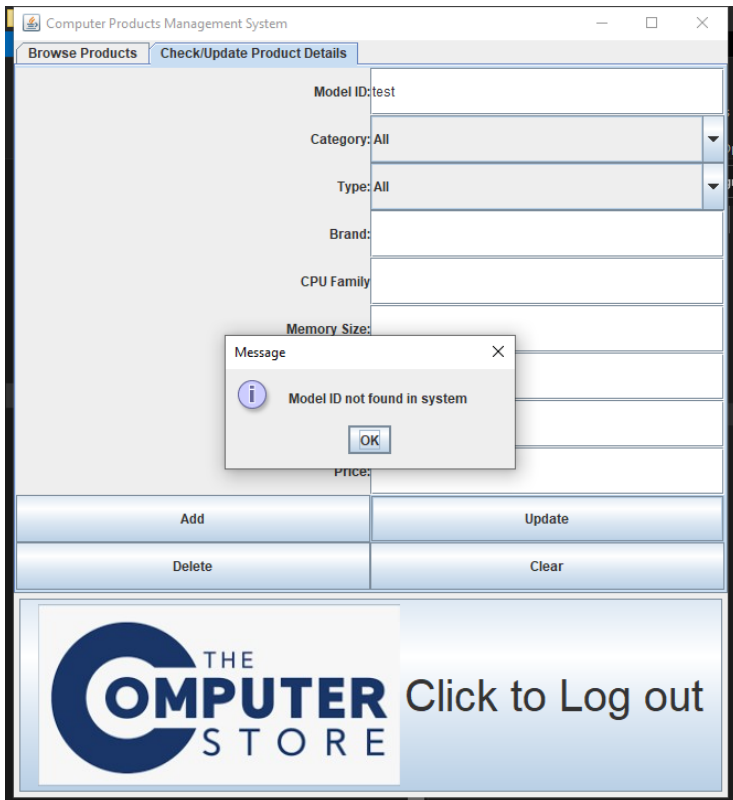 Computer Products Management System
Browse Products Check/Update Product Details
Model ID: test
Category: All
Type: All
Brand:
CPU Family
Memory Size:
Message
Model ID not found in system
OK
Price:
Add Update
Delete Clear
THE
COMPUTER
STORE
Click to Log out